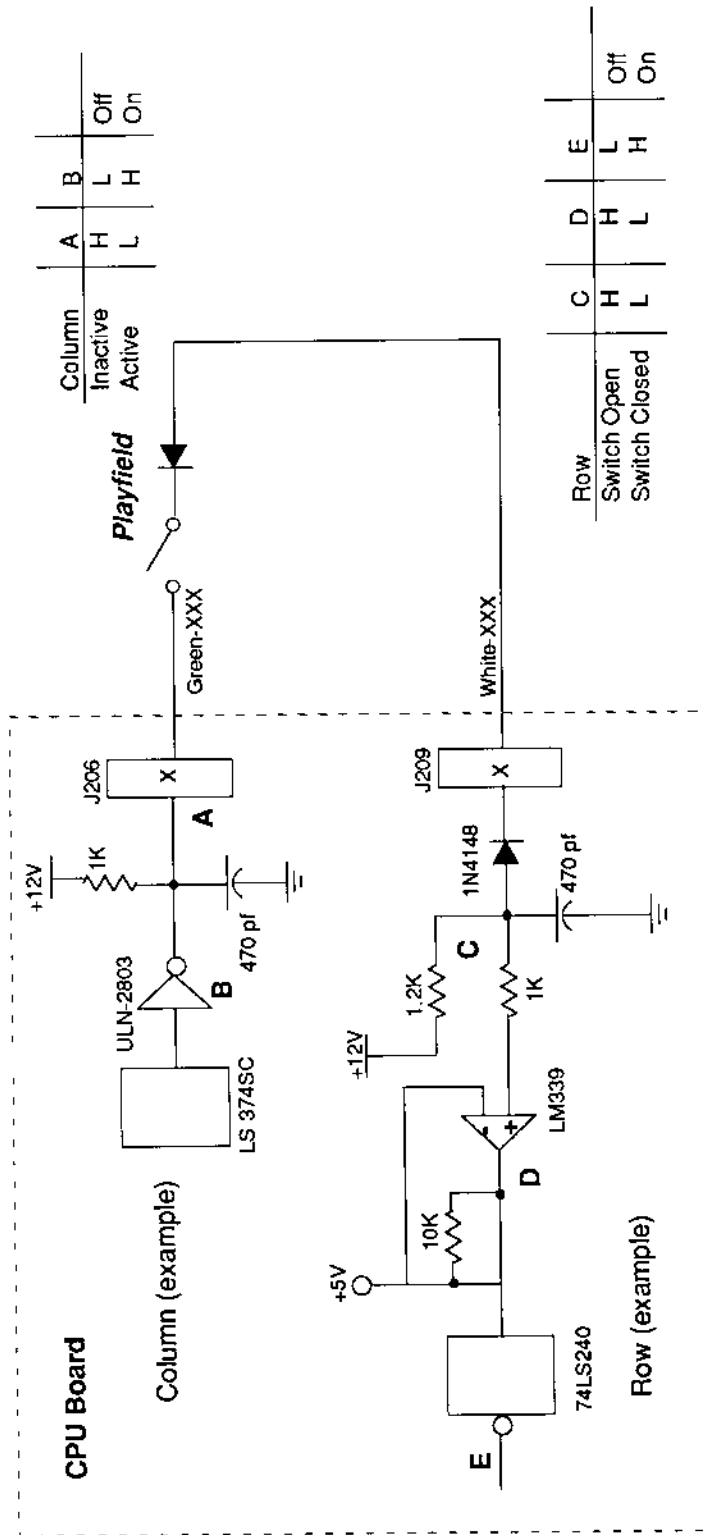 CPU Board
Column (example)
LS 374SC
ULN-2803
B
+12V
1K
470 pf
A
J206
X
Green-XXX
Playfield
Column A B
Inactive H L Off
Active L H On
Row (example)
E
74LS240
+5V
10K
D
-
+
LM339
+12V
1.2K
1K
C
1N4148
470 pf
J209
X
White-XXX
Row C D E
Switch Open H H L Off
Switch Closed L L H On